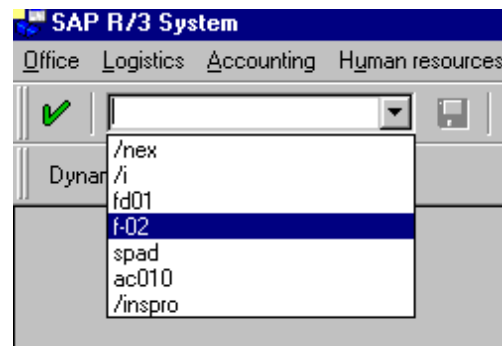 SAP R/3 System
Office Logistics Accounting Human resources
/nex
Dynar
/i
fd01
f-02
spad
ac010
/inspro